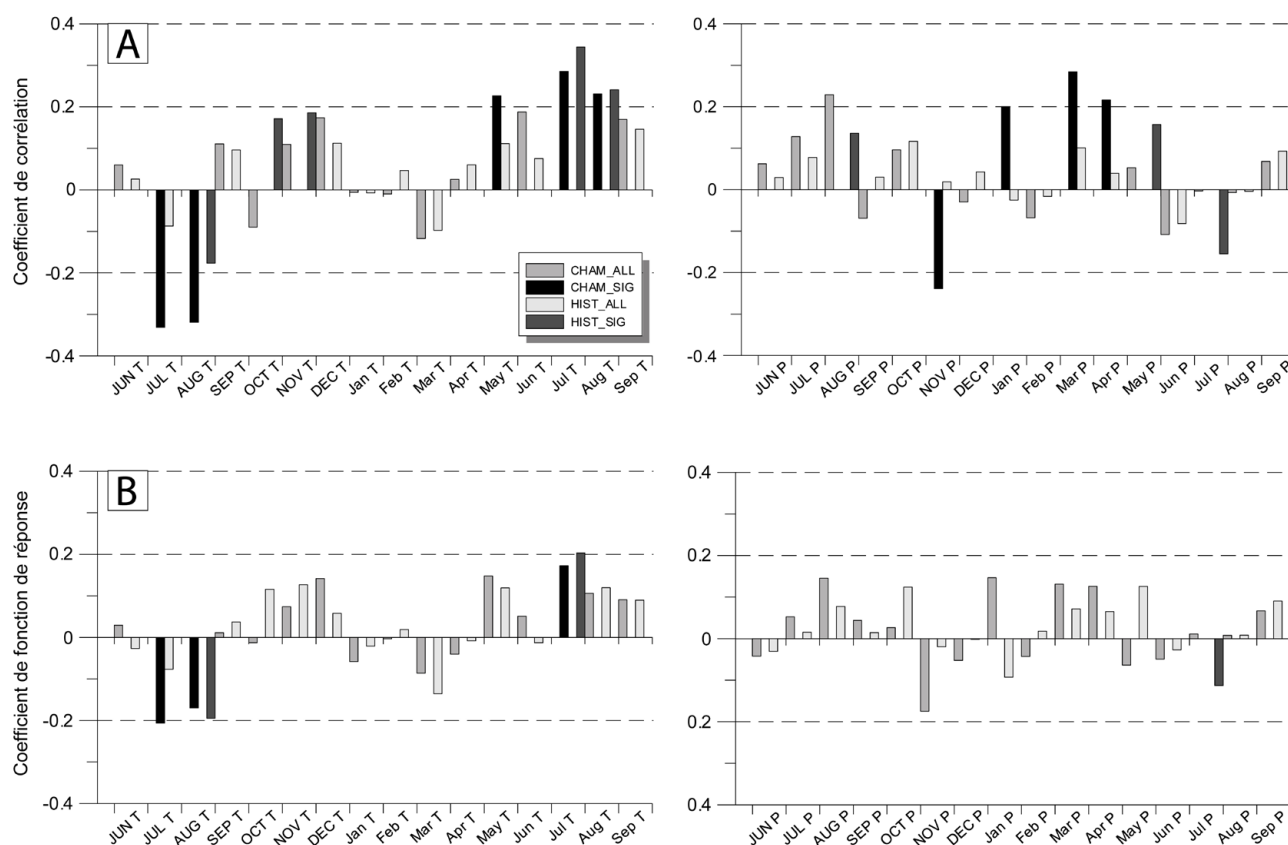 A
Coefficient de corrélation
0.4
0.2
0
-0.2
-0.4
CHAM_ALL
CHAM_SIG
HIST_ALL
HIST_SIG
JUN T
JUL T
AUG T
SEP T
OCT T
NOV T
DEC T
Jan T
Feb T
Mar T
Apr T
May T
Jun T
Jul T
Aug T
Sep T
0.4
0.2
0
0.2
0.4
JUN P
JUL P
AUG P
SEP P
OCT P
NOV P
DEC P
Jan P
Feb P
Mar P
Apr P
May P
Jun P
Jul P
Aug P
Sep P
B
Coefficient de fonction de réponse
0.4
0.2
0
-0.2
-0.4
JUN T
JUL T
AUG T
SEP T
OCT T
NOV T
DEC T
Jan T
Feb T
Mar T
Apr T
May T
Jun T
Jul T
Aug T
Sep T
0.4
0.2
0
0.2
0.4
JUN P
JUL P
AUG P
SEP P
OCT P
NOV P
DEC P
Jan P
Feb P
Mar P
Apr P
May P
Jun P
Jul P
Aug P
Sep P